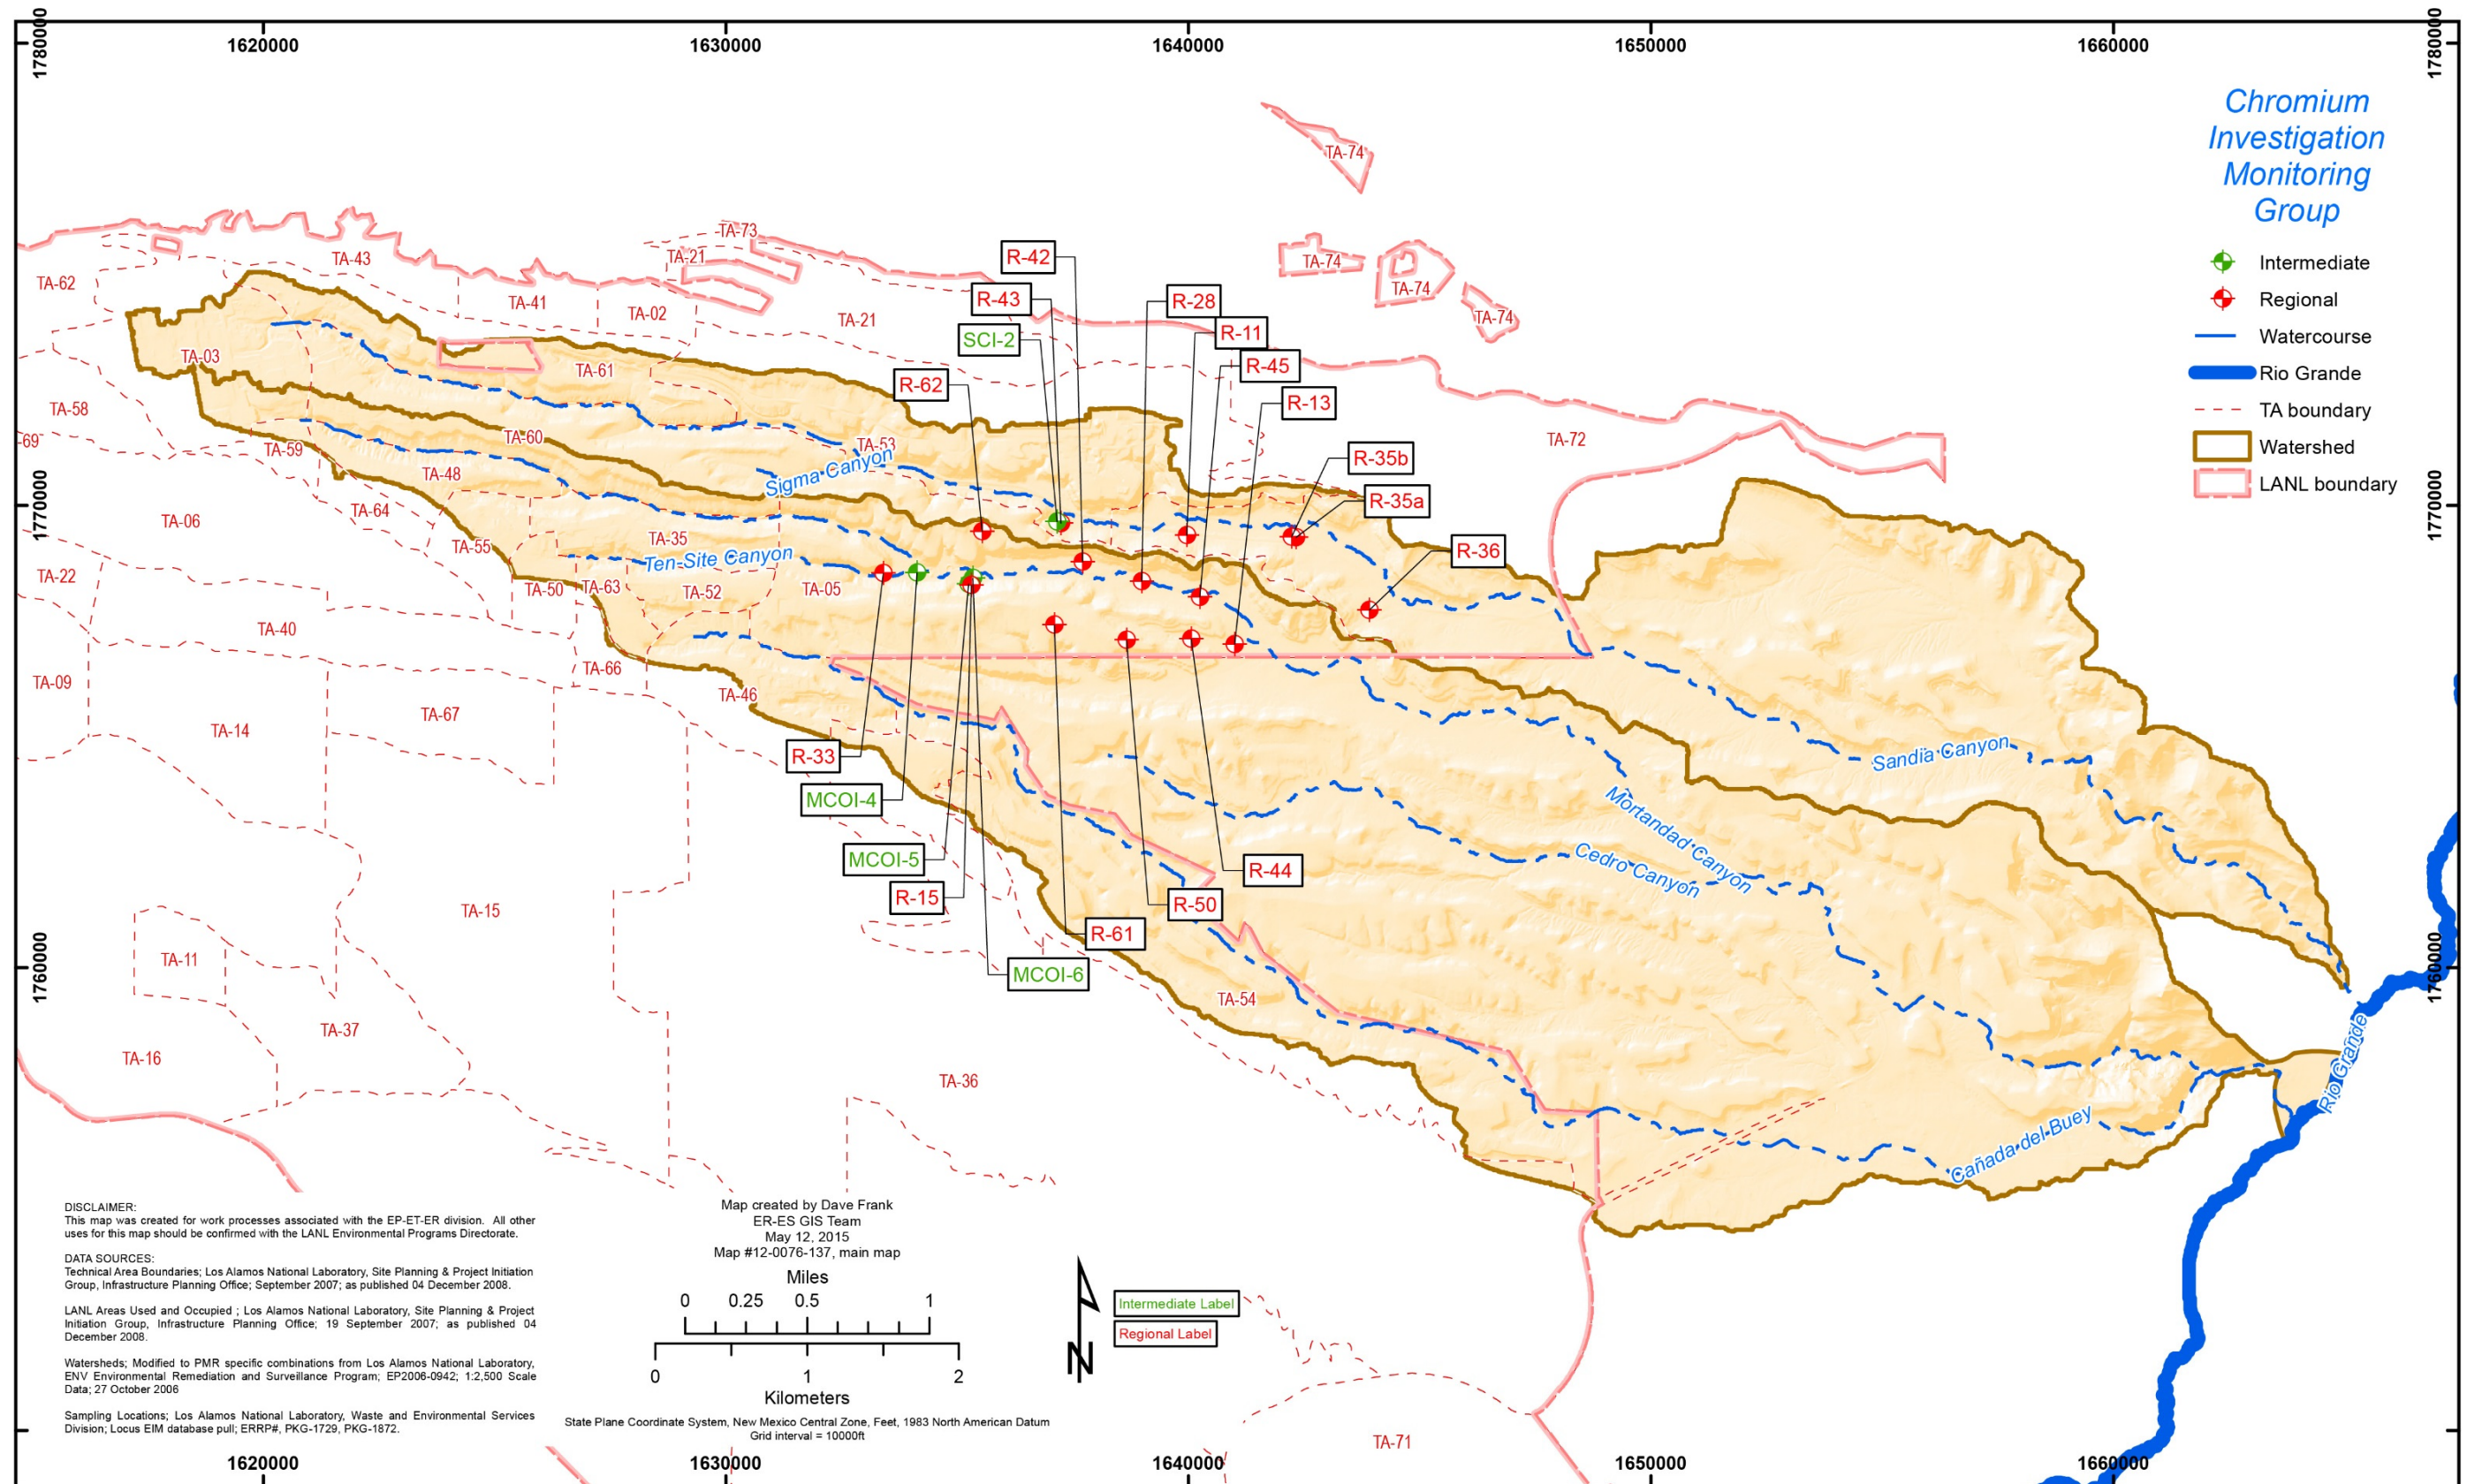 1620000
1630000
1640000
1650000
1660000
1780000
1780000
Chromium
Investigation
Monitoring
Group
Intermediate
Regional
Watercourse
Rio Grande
TA boundary
Watershed
LANL boundary
TA-74
TA-73
TA-21
TA-43
TA-62
TA-74
TA-74
TA-74
TA-41
TA-02
TA-21
R-42
R-43
SCI-2
R-28
R-11
R-45
R-62
R-13
TA-03
TA-61
TA-58
TA-60
TA-53
TA-72
-69
TA-59
TA-48
Sigma Canyon
R-35b
R-35a
1770000
1770000
TA-06
TA-64
TA-55
TA-35
Ten-Site Canyon
R-36
TA-22
TA-50
TA-63
TA-52
TA-05
TA-40
TA-66
TA-09
TA-46
TA-14
TA-67
R-33
MCOI-4
Sandia Canyon
Mortandad Canyon
Cedro Canyon
MCOI-5
R-15
R-44
R-50
R-61
MCOI-6
TA-15
TA-11
TA-37
TA-16
TA-54
TA-36
1760000
1760000
Rio Grande
Cañada del Buey
DISCLAIMER:
This map was created for work processes associated with the EP-ET-ER division. All other
uses for this map should be confirmed with the LANL Environmental Programs Directorate.
DATA SOURCES:
Technical Area Boundaries; Los Alamos National Laboratory, Site Planning & Project Initiation
Group, Infrastructure Planning Office; September 2007; as published 04 December 2008.
LANL Areas Used and Occupied ; Los Alamos National Laboratory, Site Planning & Project
Initiation Group, Infrastructure Planning Office; 19 September 2007; as published 04
December 2008.
Watersheds; Modified to PMR specific combinations from Los Alamos National Laboratory,
ENV Environmental Remediation and Surveillance Program; EP2006-0942; 1:2,500 Scale
Data; 27 October 2006
Sampling Locations; Los Alamos National Laboratory, Waste and Environmental Services
Division; Locus EIM database pull; ERRP#, PKG-1729, PKG-1872.
Map created by Dave Frank
ER-ES GIS Team
May 12, 2015
Map #12-0076-137, main map
Miles
0 0.25 0.5 1
0 1 2
Kilometers
State Plane Coordinate System, New Mexico Central Zone, Feet, 1983 North American Datum
Grid interval = 10000ft
N
Intermediate Label
Regional Label
TA-71
1620000
1630000
1640000
1650000
1660000